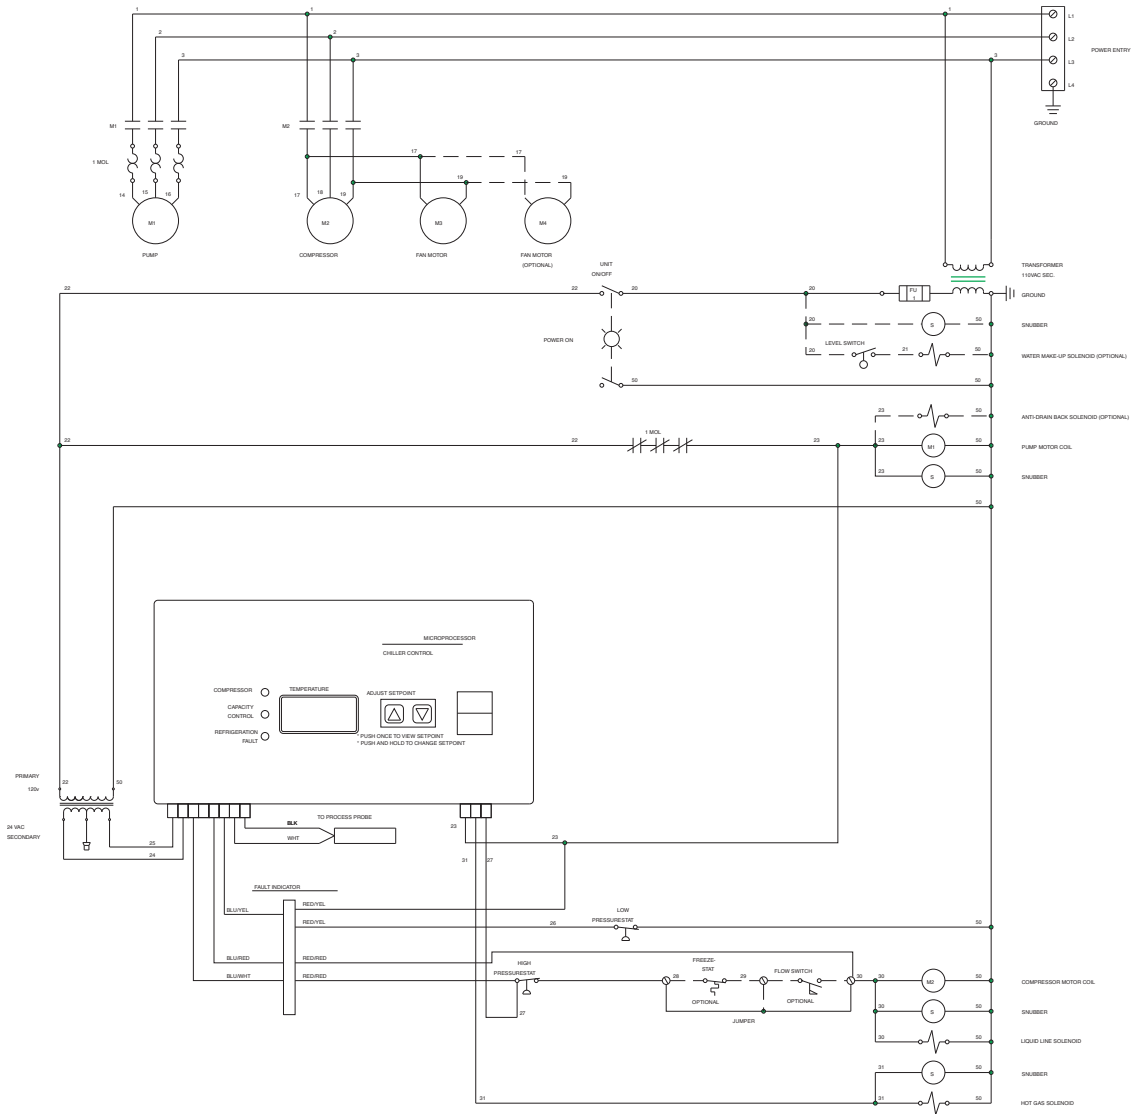 1 1 1
L1
2 2
L2
POWER ENTRY
3 3 3
L3
L4
GROUND
M1 M2
1 MOL
17 17
19 19
14 15 16 17 18 19
M1 M2 M3 M4
PUMP COMPRESSOR FAN MOTOR FAN MOTOR
(OPTIONAL)
UNIT
ON/OFF
TRANSFORMER
110VAC SEC.
22 22 20 20
FU
1
GROUND
20 S 50 SNUBBER
POWER ON
LEVEL SWITCH
20 21 50 WATER MAKE-UP SOLENOID (OPTIONAL)
50 50
23 50 ANTI-DRAIN BACK SOLENOID (OPTIONAL)
1 MOL
22 22 23 23 M1 50 PUMP MOTOR COIL
23 S 50 SNUBBER
50
MICROPROCESSOR
CHILLER CONTROL
COMPRESSOR
TEMPERATURE
ADJUST SETPOINT
CAPACITY
CONTROL
REFRIGERATION
FAULT
* PUSH ONCE TO VIEW SETPOINT
* PUSH AND HOLD TO CHANGE SETPOINT
PRIMARY
120v
22 50
24 VAC
SECONDARY
TO PROCESS PROBE
BLK
WHT
23 23
25
24
31 27
FAULT INDICATOR
RED/YEL
BLU/YEL
RED/YEL
26
LOW
PRESSURESTAT
50
BLU/RED
RED/RED
BLU/WHT
RED/RED
HIGH
PRESSURESTAT
27
28
FREEZE-
STAT
OPTIONAL
29
FLOW SWITCH
OPTIONAL
JUMPER
30 30 M2 50 COMPRESSOR MOTOR COIL
30 S 50 SNUBBER
30 50 LIQUID LINE SOLENOID
31 S 50 SNUBBER
31 31 50 HOT GAS SOLENOID